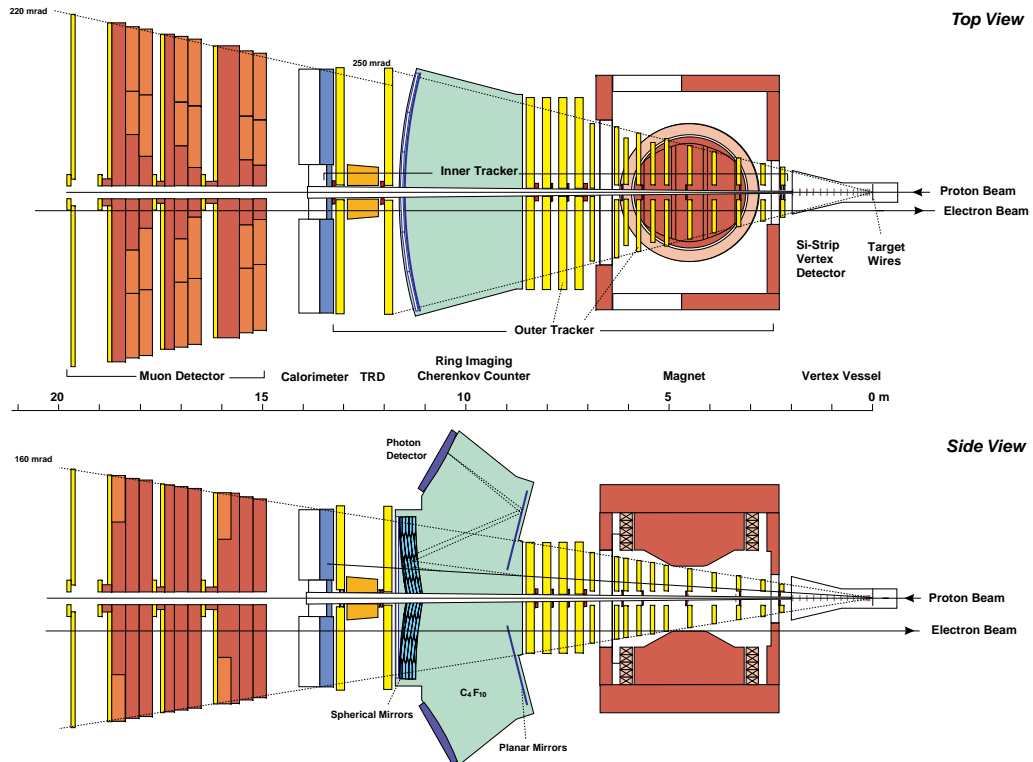 220 mrad
Top View
250 mrad
Inner Tracker
Proton Beam
Electron Beam
Si-Strip
Vertex
Detector
Target
Wires
Outer Tracker
Muon Detector
Calorimeter
TRD
Ring Imaging
Cherenkov Counter
Magnet
Vertex Vessel
20
15
10
5
0 m
Side View
160 mrad
Photon
Detector
Proton Beam
Electron Beam
C4 F10
Spherical Mirrors
Planar Mirrors